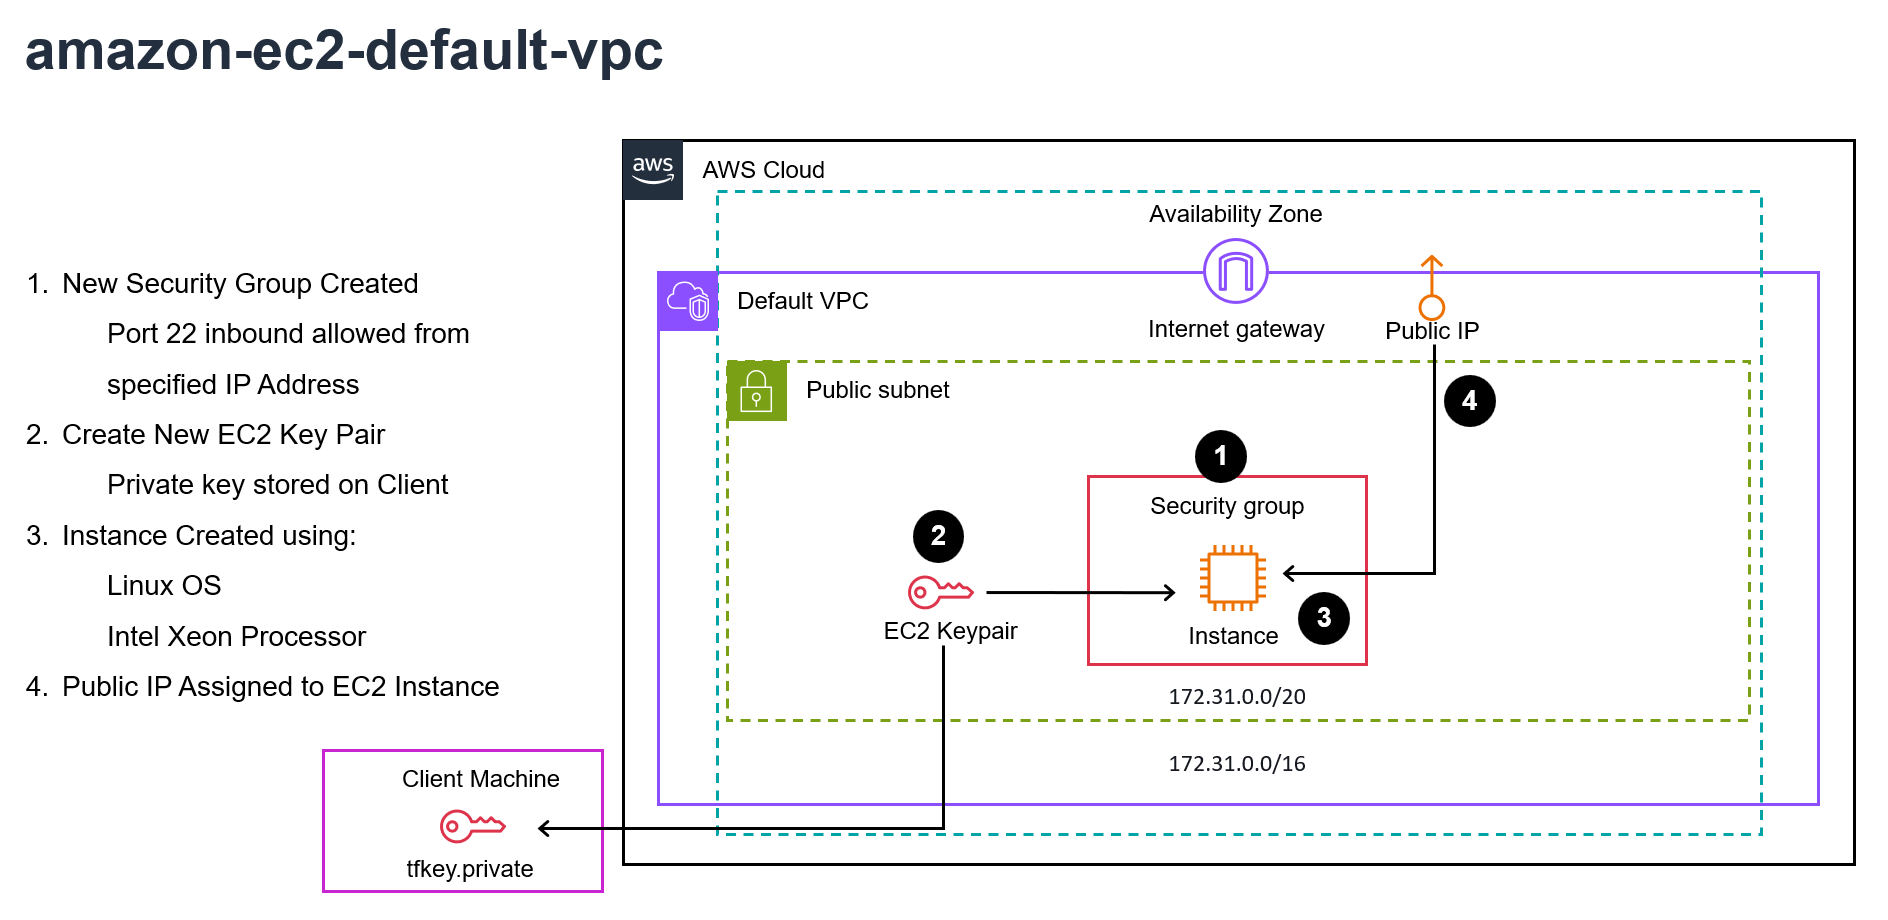 amazon-ec2-default-vpc
1. New Security Group Created
Port 22 inbound allowed from
specified IP Address
2. Create New EC2 Key Pair
Private key stored on Client
3. Instance Created using:
Linux OS
Intel Xeon Processor
4. Public IP Assigned to EC2 Instance
aws
AWS Cloud
Availability Zone
Default VPC
Internet gateway
Public IP
Public subnet
4
1
Security group
2
EC2 Keypair
Instance
3
172.31.0.0/20
172.31.0.0/16
Client Machine
tfkey.private